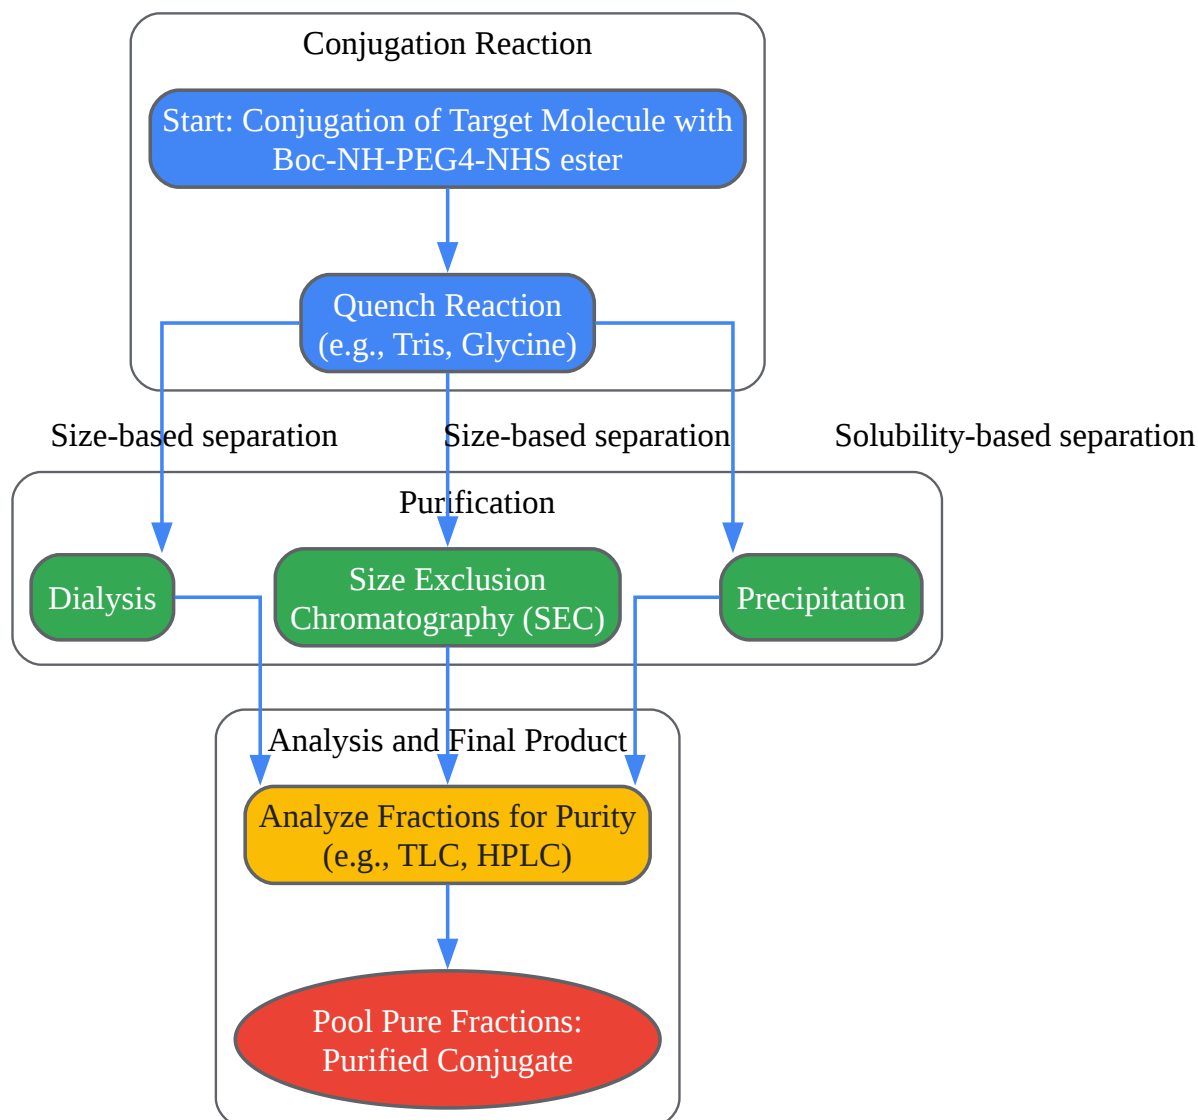 Conjugation Reaction
Start: Conjugation of Target Molecule with
Boc-NH-PEG4-NHS ester
Quench Reaction
(e.g., Tris, Glycine)
Size-based separation
Size-based separation
Solubility-based separation
Purification
Dialysis
Size Exclusion
Chromatography (SEC)
Precipitation
Analysis and Final Product
Analyze Fractions for Purity
(e.g., TLC, HPLC)
Pool Pure Fractions:
Purified Conjugate